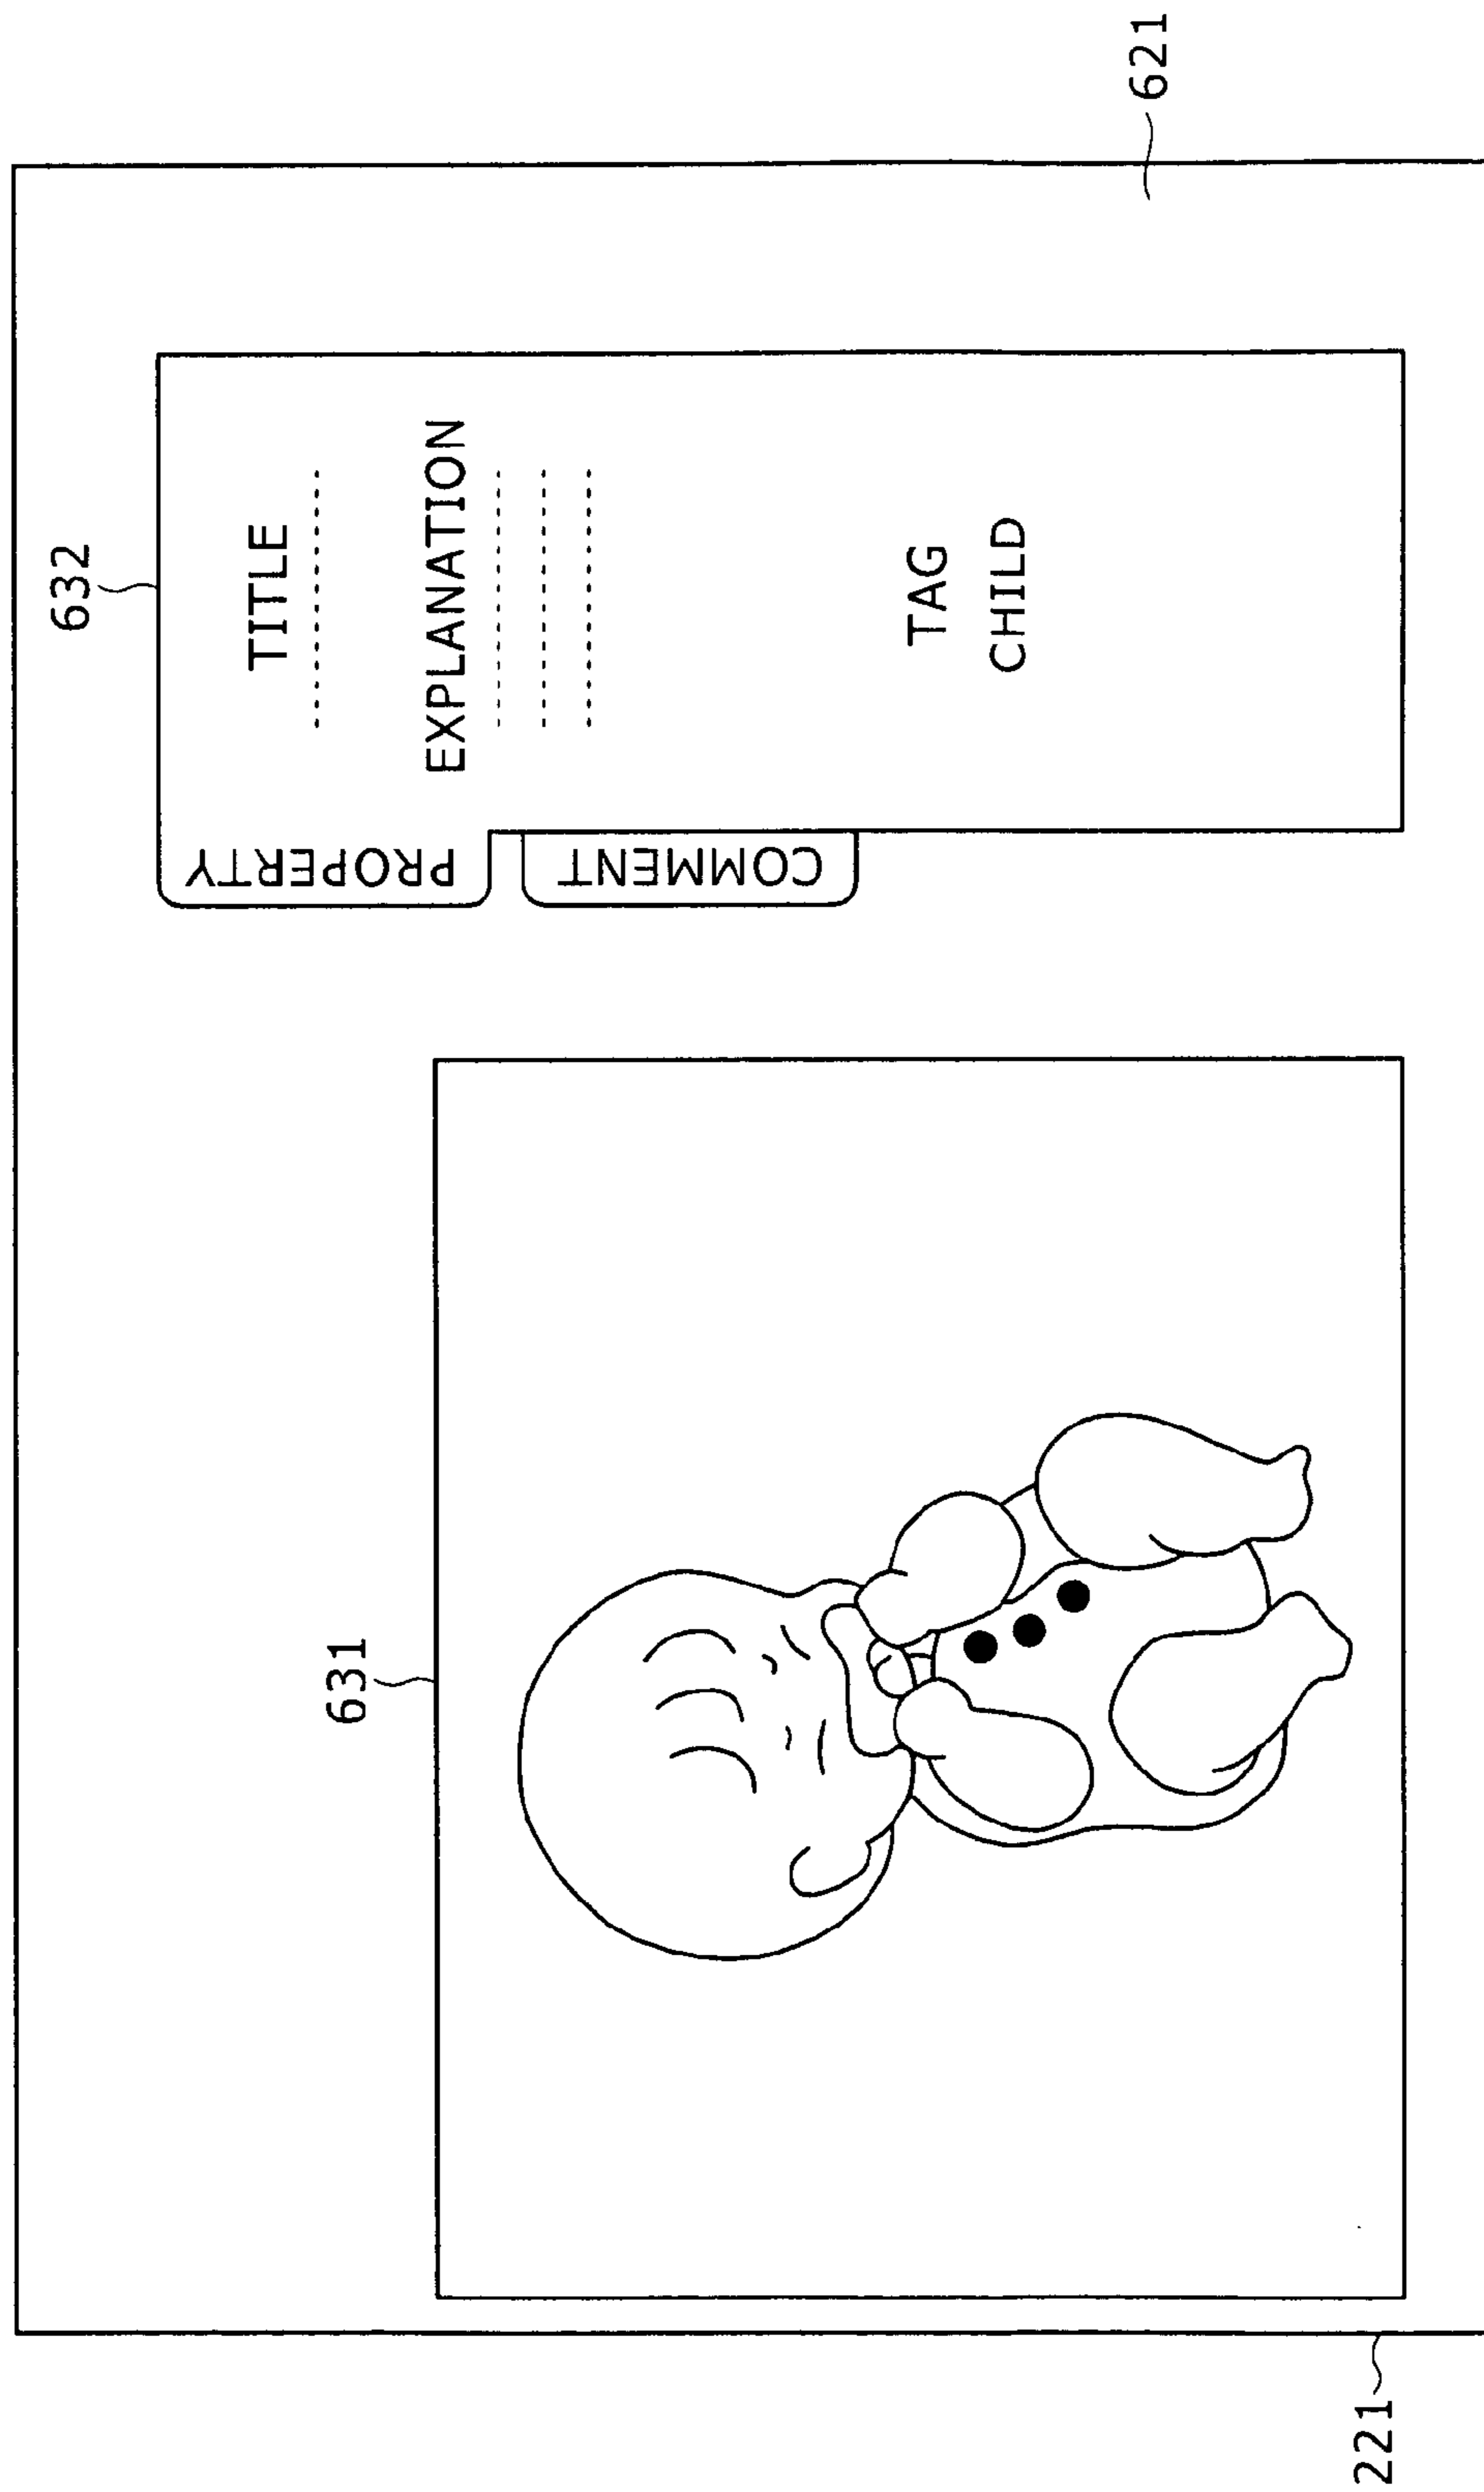 632
TITLE
EXPLANATION
TAG
CHILD
PROPERTY
COMMENT
631
621
221